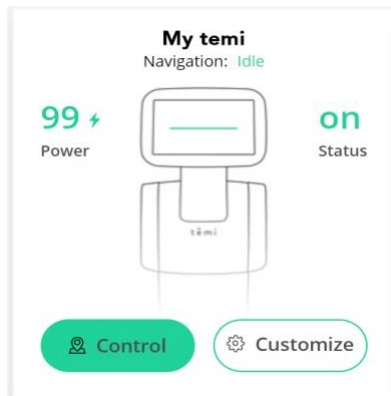 My temi
Navigation: Idle
99 on
Power Status
temi
Control Customize